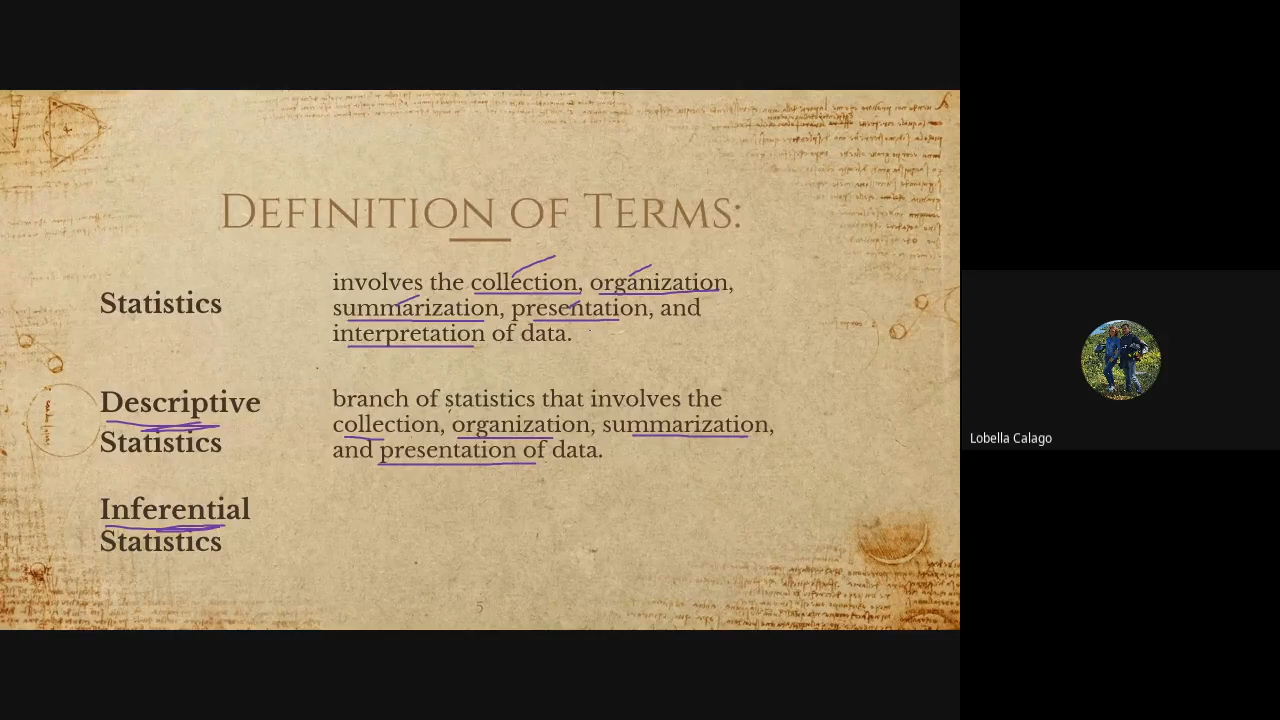 Definition of Terms:
Statistics
involves the collection, organization,
summarization, presentation, and
interpretation of data.
Descriptive
Statistics
branch of statistics that involves the
collection, organization, summarization,
and presentation of data.
Inferential
Statistics
5
Lobella Calago